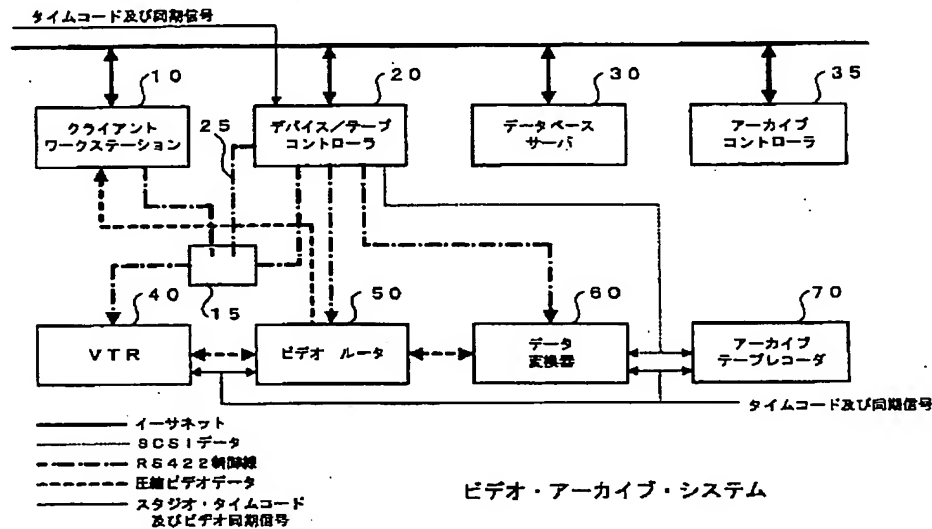 タイムコード及び同期信号
10
20
30
35
クライアント
ワークステーション
25
デバイス/テープ
コントローラ
データベース
サーバ
アーカイブ
コントローラ
40
15
50
60
70
VTR
ビデオ ルータ
データ
変換器
アーカイブ
テープレコーダ
タイムコード及び同期信号
イーサネット
SCSIデータ
RS422制御線
圧縮ビデオデータ
スタジオ・タイムコード
及びビデオ同期信号
ビデオ・アーカイブ・システム